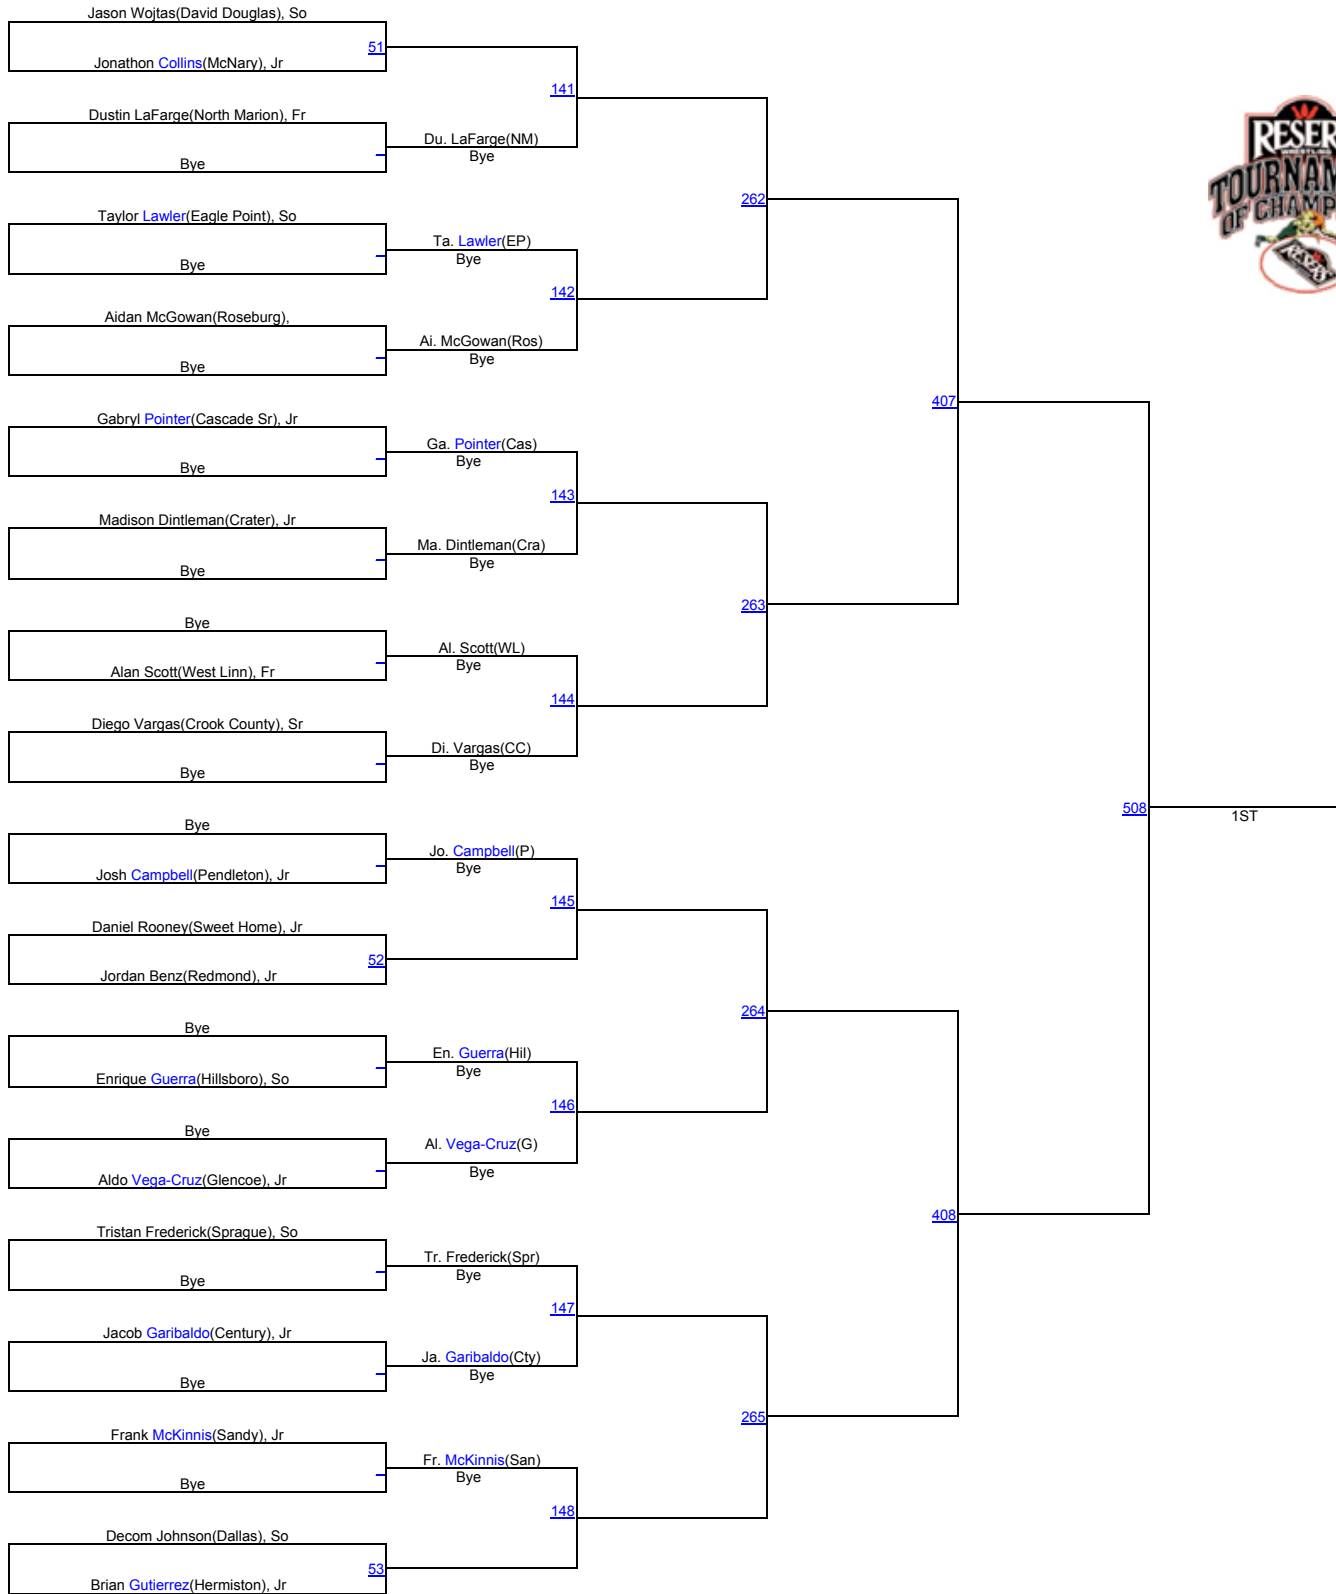 Jason Wojtas(David Douglas), So
51
Jonathon Collins(McNary), Jr
141
Dustin LaFarge(North Marion), Fr
Du. LaFarge(NM)
Bye
Bye
262
Taylor Lawler(Eagle Point), So
Ta. Lawler(EP)
Bye
Bye
142
Aidan McGowan(Roseburg),
Ai. McGowan(Ros)
Bye
Bye
407
Gabryl Pointer(Cascade Sr), Jr
Ga. Pointer(Cas)
Bye
Bye
143
Madison Dintleman(Crater), Jr
Ma. Dintleman(Cra)
Bye
Bye
263
Bye
Al. Scott(WL)
Bye
Alan Scott(West Linn), Fr
144
Diego Vargas(Crook County), Sr
Di. Vargas(CC)
Bye
Bye
508
1ST
Bye
Jo. Campbell(P)
Bye
Josh Campbell(Pendleton), Jr
145
Daniel Rooney(Sweet Home), Jr
52
Jordan Benz(Redmond), Jr
264
Bye
En. Guerra(Hil)
Bye
Enrique Guerra(Hillsboro), So
146
Bye
Al. Vega-Cruz(G)
Bye
Aldo Vega-Cruz(Glencoe), Jr
408
Tristan Frederick(Sprague), So
Tr. Frederick(Spr)
Bye
Bye
147
Jacob Garibaldo(Century), Jr
Ja. Garibaldo(Cty)
Bye
Bye
265
Frank McKinnis(Sandy), Jr
Fr. McKinnis(San)
Bye
Bye
148
Decom Johnson(Dallas), So
53
Brian Gutierrez(Hermiston), Jr
RESER
TOURNAM
OF CHAMP